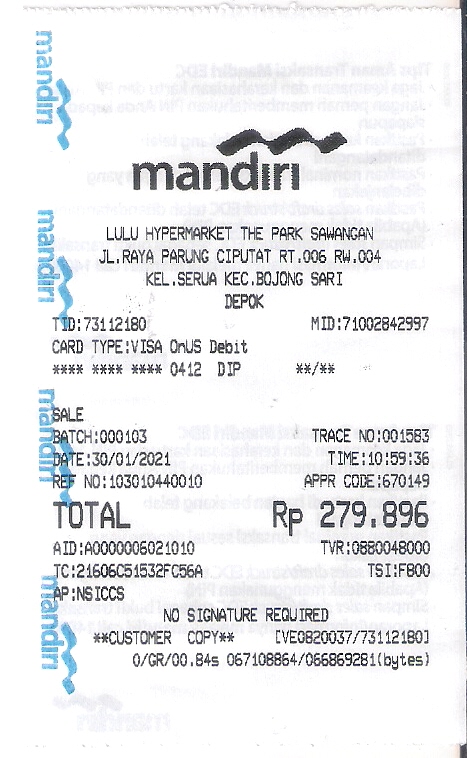 mandiri
LULU HYPERMARKET THE PARK SAWANGAN
JL.RAYA PARUNG CIPUTAT RT.006 RW.004
KEL.SERUA KEC.BOJONG SARI
DEPOK
TID:73112180 MID:71002842997
CARD TYPE:VISA OnUS Debit
**** **** **** 0412 DIP **/**
SALE
BATCH:000103 TRACE NO:001583
DATE:30/01/2021 TIME:10:59:36
REF NO:103010440010 APPR CODE:670149
TOTAL Rp 279.896
AID:A0000006021010 TVR:0880048000
TC:21606C51532FC56A TSI:F800
AP:NSICCS
NO SIGNATURE REQUIRED
**CUSTOMER COPY** [VE0820037/73112180]
0/GR/00.84s 067108864/066869281(bytes)
mandiri
mandiri
mandiri
mandiri